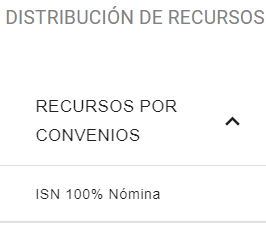 DISTRIBUCIÓN DE RECURSOS
RECURSOS POR
CONVENIOS
ISN 100% Nómina